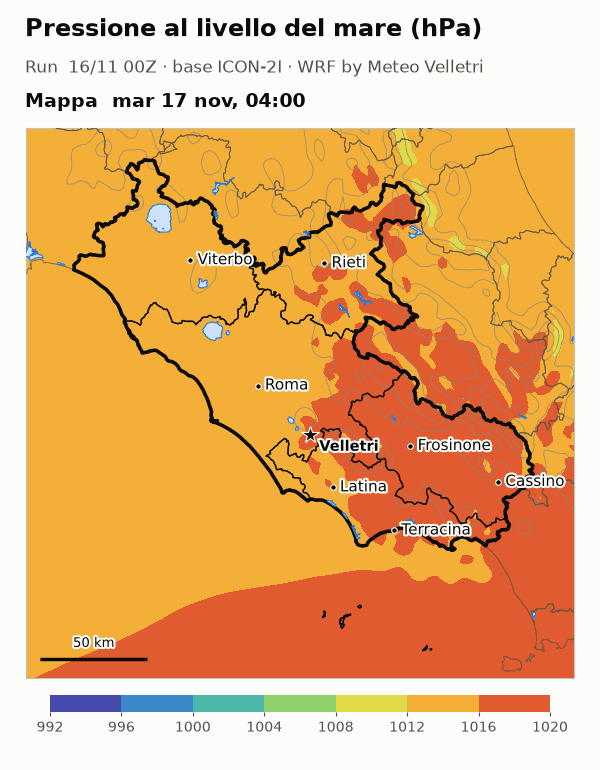 Pressione al livello del mare (hPa)
Run  16/11 00Z · base ICON-2I · WRF by Meteo Velletri
Mappa  mar 17 nov, 04:00
Viterbo
Rieti
Roma
Velletri
Frosinone
Cassino
Latina
Terracina
50 km
992 996 1000 1004 1008 1012 1016 1020